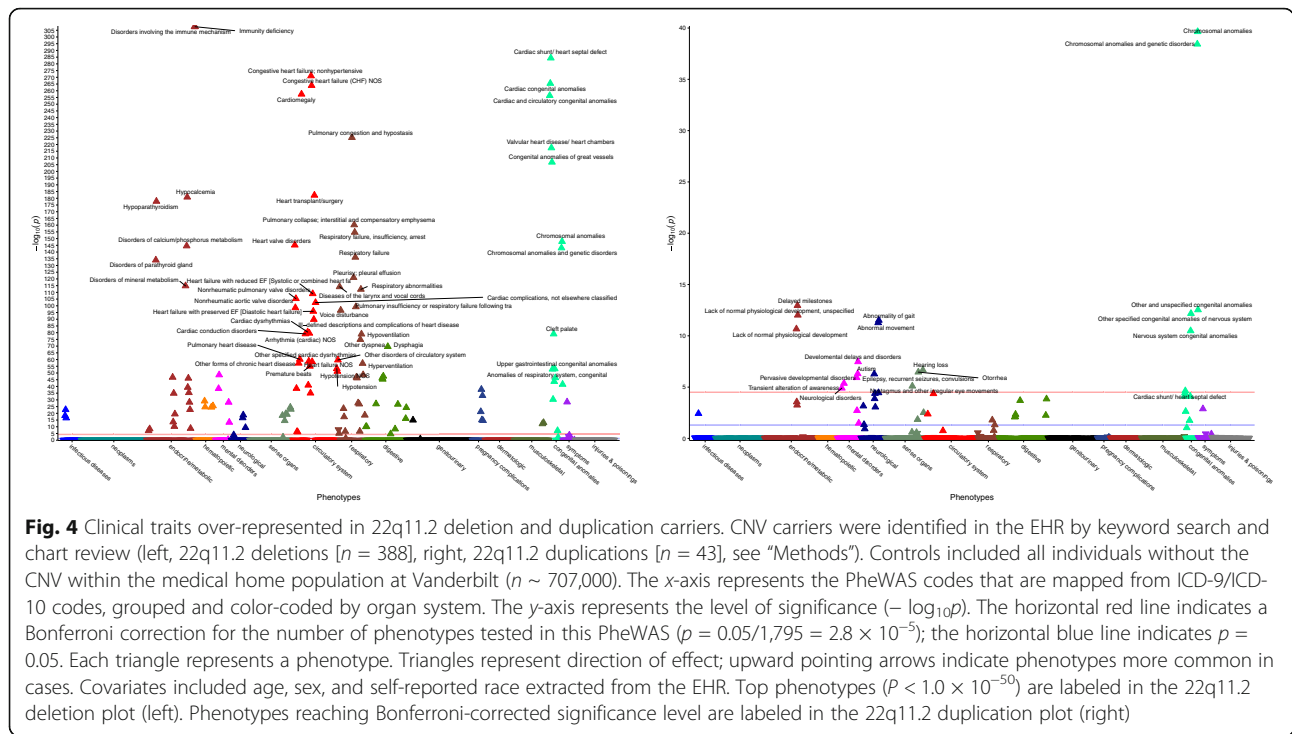 305
300
295
290
285
280
275
270
265
260
255
250
245
240
235
230
225
220
215
210
205
200
195
190
185
180
175
170
165
160
155
150
145
140
135
130
125
120
115
110
105
100
95
90
85
80
75
70
65
60
55
50
45
40
35
30
25
20
15
10
5
0
−log10(p)
Disorders involving the immune mechanism
Immunity deficiency
Cardiac shunt/ heart septal defect
Congestive heart failure; nonhypertensive
Congestive heart failure (CHF) NOS
Cardiomegaly
Cardiac congenital anomalies
Cardiac and circulatory congenital anomalies
Pulmonary congestion and hypostasis
Valvular heart disease/ heart chambers
Congenital anomalies of great vessels
Hypocalcemia
Hypoparathyroidism
Heart transplant/surgery
Pulmonary collapse; interstitial and compensatory emphysema
Respiratory failure, insufficiency, arrest
Chromosomal anomalies
Disorders of calcium/phosphorus metabolism
Heart valve disorders
Respiratory failure
Chromosomal anomalies and genetic disorders
Disorders of parathyroid gland
Pleurisy; pleural effusion
Disorders of mineral metabolism
Heart failure with reduced EF [Systolic or combined heart fa
Respiratory abnormalities
Nonrheumatic pulmonary valve disorders
Diseases of the larynx and vocal cords
Nonrheumatic aortic valve disorders
Cardiac complications, not elsewhere classified
Pulmonary insufficiency or respiratory failure following tra
Heart failure with preserved EF [Diastolic heart failure]
Voice disturbance
Cardiac dysrhythmias
Ill-defined descriptions and complications of heart disease
Cardiac conduction disorders
Hypoventilation
Cleft palate
Arrhythmia (cardiac) NOS
Pulmonary heart disease
Other dyspnea
Dysphagia
Other specified cardiac dysrhythmias
Other disorders of circulatory system
Other forms of chronic heart disease
Heart failure NOS
Hyperventilation
Upper gastrointestinal congenital anomalies
Premature beats
Hypotension NOS
Anomalies of respiratory system, congenital
Hypotension
infectious diseases
neoplasms
endocrine/metabolic
hematopoietic
mental disorders
neurological
sense organs
circulatory system
respiratory
digestive
genitourinary
pregnancy complications
dermatologic
musculoskeletal
congenital anomalies
symptoms
injuries & poisonings
Phenotypes
40
35
30
25
20
15
10
5
0
−log10(p)
Chromosomal anomalies
Chromosomal anomalies and genetic disorders
Delayed milestones
Lack of normal physiological development, unspecified
Abnormality of gait
Other and unspecified congenital anomalies
Other specified congenital anomalies of nervous system
Lack of normal physiological development
Abnormal movement
Nervous system congenital anomalies
Developmental delays and disorders
Autism
Hearing loss
Pervasive developmental disorders
Epilepsy, recurrent seizures, convulsions
Otorrhea
Transient alteration of awareness
Nystagmus and other irregular eye movements
Neurological disorders
Cardiac shunt/ heart septal defect
infectious diseases
neoplasms
endocrine/metabolic
hematopoietic
mental disorders
neurological
sense organs
circulatory system
respiratory
digestive
genitourinary
pregnancy complications
dermatologic
musculoskeletal
congenital anomalies
symptoms
injuries & poisonings
Phenotypes
Fig. 4 Clinical traits over-represented in 22q11.2 deletion and duplication carriers. CNV carriers were identified in the EHR by keyword search and
chart review (left, 22q11.2 deletions [n = 388], right, 22q11.2 duplications [n = 43], see “Methods”). Controls included all individuals without the
CNV within the medical home population at Vanderbilt (n ~ 707,000). The x-axis represents the PheWAS codes that are mapped from ICD-9/ICD-
10 codes, grouped and color-coded by organ system. The y-axis represents the level of significance (− log10p). The horizontal red line indicates a
Bonferroni correction for the number of phenotypes tested in this PheWAS (p = 0.05/1,795 = 2.8 × 10−5); the horizontal blue line indicates p =
0.05. Each triangle represents a phenotype. Triangles represent direction of effect; upward pointing arrows indicate phenotypes more common in
cases. Covariates included age, sex, and self-reported race extracted from the EHR. Top phenotypes (P < 1.0 × 10−50) are labeled in the 22q11.2
deletion plot (left). Phenotypes reaching Bonferroni-corrected significance level are labeled in the 22q11.2 duplication plot (right)